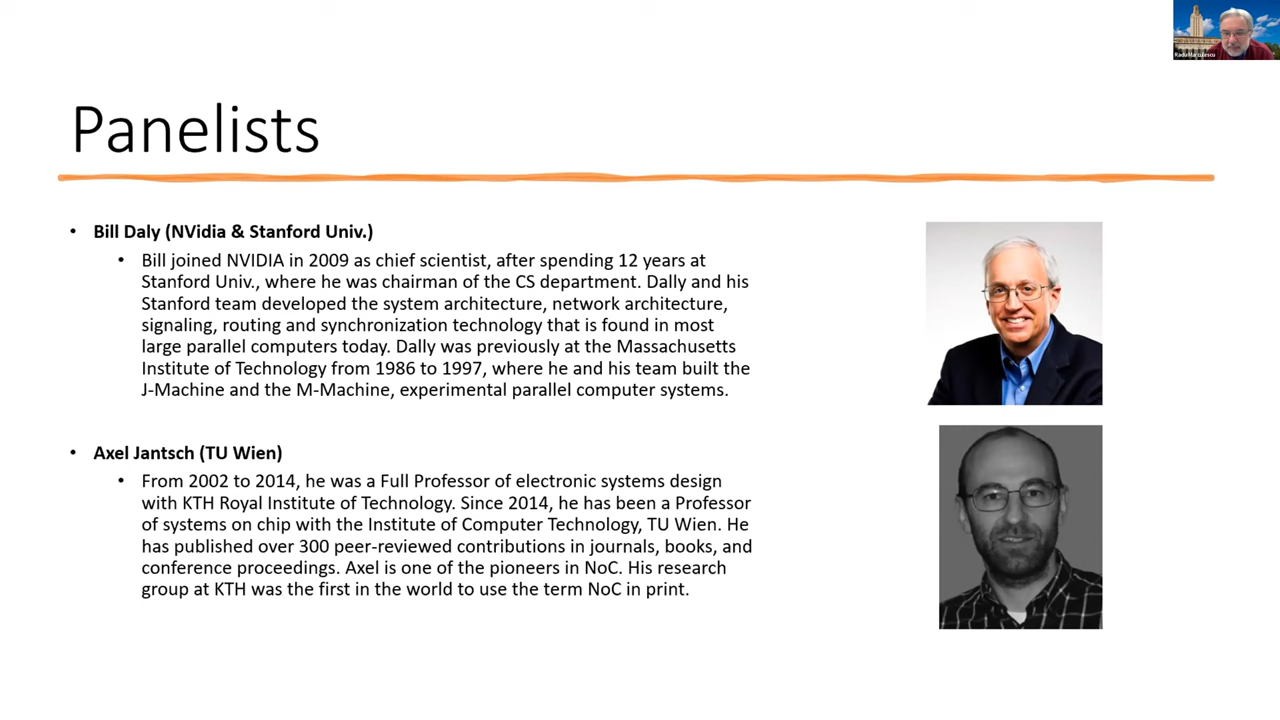 Radu Marculescu
Panelists
• Bill Daly (NVidia & Stanford Univ.)
• Bill joined NVIDIA in 2009 as chief scientist, after spending 12 years at
Stanford Univ., where he was chairman of the CS department. Dally and his
Stanford team developed the system architecture, network architecture,
signaling, routing and synchronization technology that is found in most
large parallel computers today. Dally was previously at the Massachusetts
Institute of Technology from 1986 to 1997, where he and his team built the
J-Machine and the M-Machine, experimental parallel computer systems.
• Axel Jantsch (TU Wien)
• From 2002 to 2014, he was a Full Professor of electronic systems design
with KTH Royal Institute of Technology. Since 2014, he has been a Professor
of systems on chip with the Institute of Computer Technology, TU Wien. He
has published over 300 peer-reviewed contributions in journals, books, and
conference proceedings. Axel is one of the pioneers in NoC. His research
group at KTH was the first in the world to use the term NoC in print.